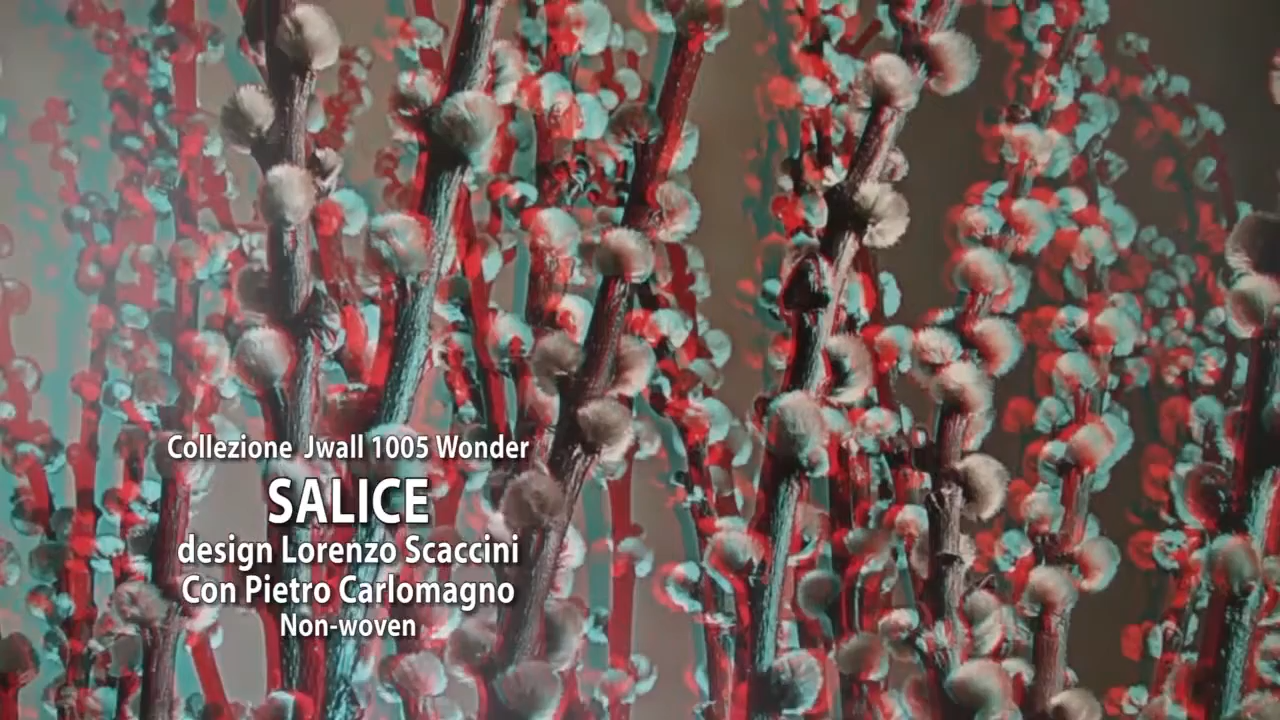 Collezione Jwall 1005 Wonder
SALICE
design Lorenzo Scaccini
Con Pietro Carlomagno
Non-woven